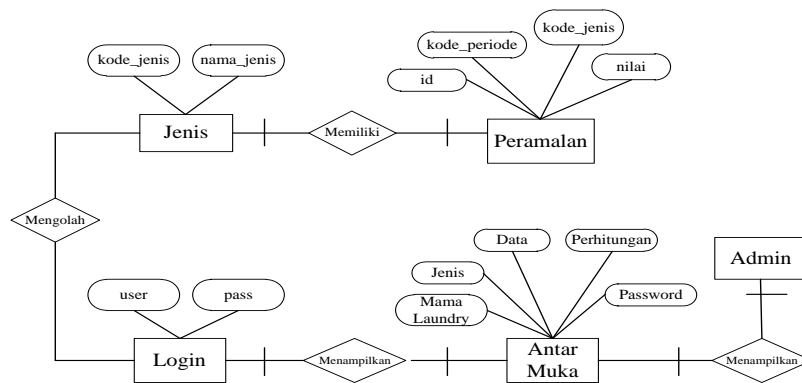 kode_jenis
kode_periode
kode_jenis
nama_jenis
nilai
id
Jenis
Memiliki
Peramalan
Mengolah
Data
Perhitungan
Admin
Jenis
user
pass
Mama
Laundry
Password
Login
Menampilkan
Antar
Muka
Menampilkan